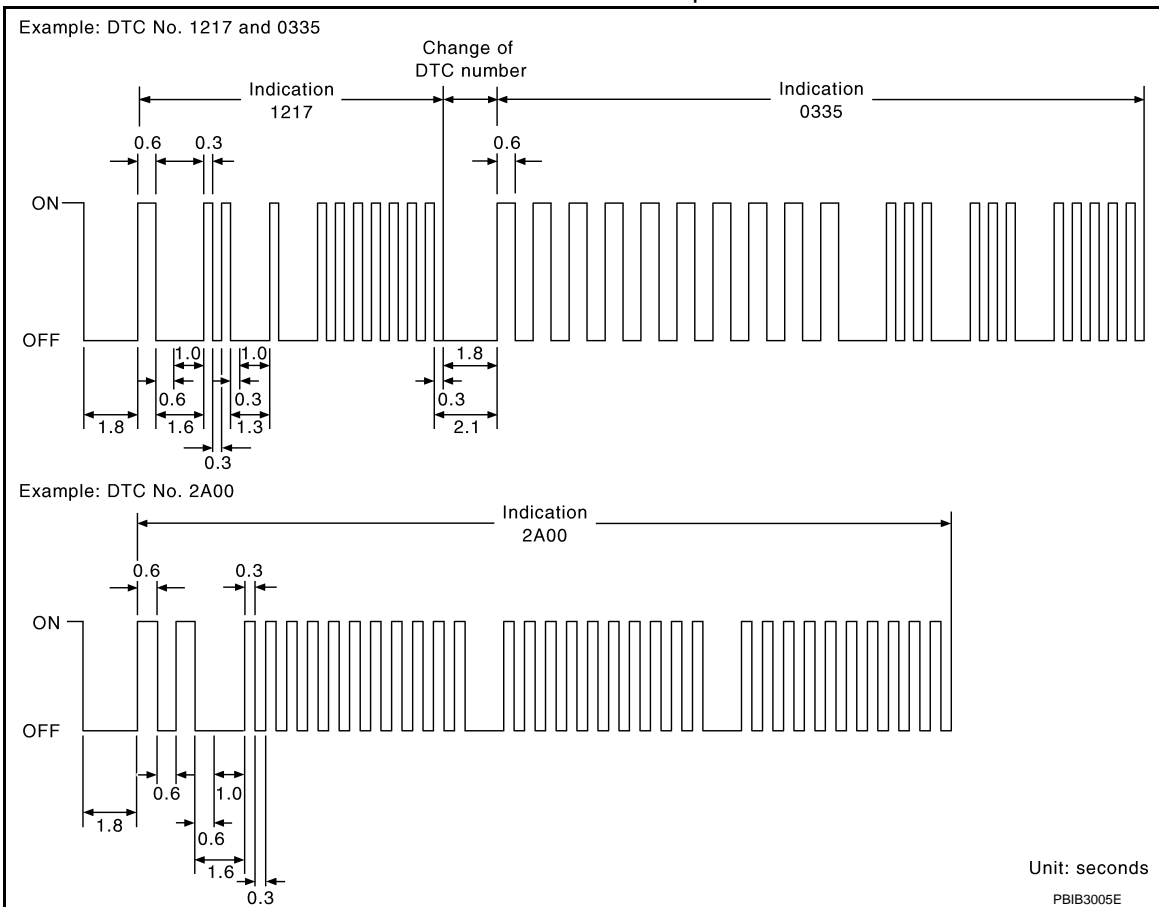 Example: DTC No. 1217 and 0335
Change of
DTC number
Indication
1217
Indication
0335
0.6
0.3
0.6
ON
OFF
1.0
1.0
1.8
0.6
0.3
0.3
1.8
1.6
1.3
2.1
0.3
Example: DTC No. 2A00
Indication
2A00
0.6
0.3
ON
OFF
0.6
1.0
1.8
0.6
1.6
0.3
Unit: seconds
PBIB3005E